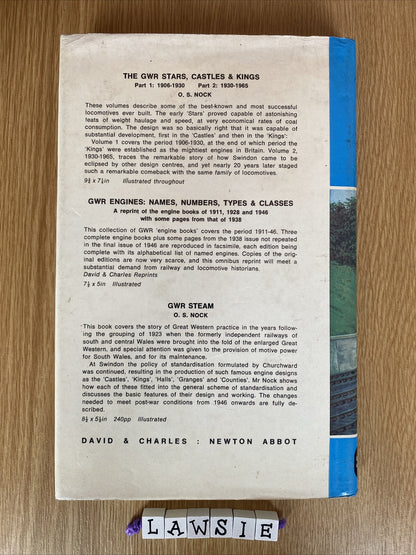 THE GWR STARS, CASTLES & KINGS
Part 1: 1906-1930 Part 2: 1930-1965
O. S. NOCK
These volumes describe some of the best-known and most successful
locomotives ever built. The early 'Stars' proved capable of astonishing
feats of weight haulage and speed, at very economical rates of coal
consumption. The design was so basically right that it was capable of
substantial development, first in the 'Castles' and then in the 'Kings':
Volume 1 covers the period 1906-1930, at the end of which period the
'Kings' were established as the mightiest engines in Britain. Volume 2,
1930-1965, traces the remarkable story of how Swindon came to be
eclipsed by other design centres, and yet nearly 20 years later staged
such a remarkable comeback with the same family of locomotives.
9¾ x 7¼in Illustrated throughout
GWR ENGINES: NAMES, NUMBERS, TYPES & CLASSES
A reprint of the engine books of 1911, 1928 and 1946
with some pages from that of 1938
This collection of GWR 'engine books' covers the period 1911-46. Three
complete engine books plus some pages from the 1938 issue not repeated
in the final issue of 1946 are reproduced in facsimile, each edition being
complete with its alphabetical list of named engines. Copies of the orig-
inal editions are now very scarce, and this omnibus reprint will meet a
substantial demand from railway and locomotive historians.
David & Charles Reprints
7½ x 5in Illustrated
GWR STEAM
O. S. NOCK
This book covers the story of Great Western practice in the years follow-
ing the grouping of 1923 when the formerly independent railways of
south and central Wales were brought into the fold of the enlarged Great
Western, and special attention was given to the provision of motive power
for South Wales, and for its maintenance.
At Swindon the policy of standardisation formulated by Churchward
was continued, resulting in the production of such famous engine designs
as the 'Castles', 'Kings', 'Halls', 'Granges' and 'Counties'. Mr Nock shows
how each of these fitted into the general scheme of standardisation and
discusses the basic features of their design and working. The changes
needed to meet post-war conditions from 1946 onwards are fully de-
scribed.
8½ x 5½in 240pp Illustrated
DAVID & CHARLES : NEWTON ABBOT
LAWSIE